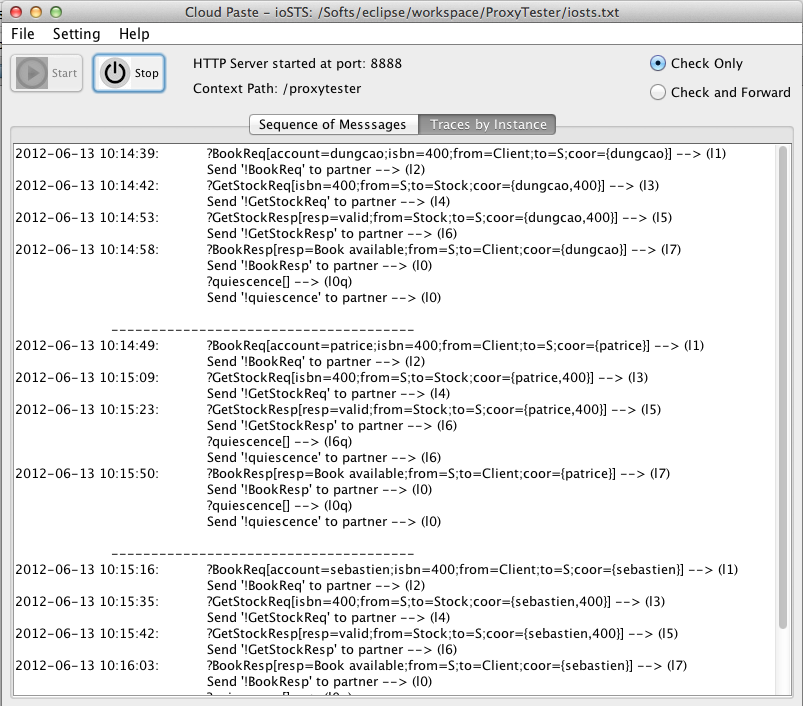 Cloud Paste - ioSTS: /Softs/eclipse/workspace/ProxyTester/iosts.txt
File Setting Help
Start Stop HTTP Server started at port: 8888 Check Only
Context Path: /proxytester Check and Forward
Sequence of Messsages Traces by Instance
2012-06-13 10:14:39: ?BookReq[account=dungcao;isbn=400;from=Client;to=S;coor={dungcao}] --> (l1)
Send '!BookReq' to partner --> (l2)
2012-06-13 10:14:42: ?GetStockReq[isbn=400;from=S;to=Stock;coor={dungcao,400}] --> (l3)
Send '!GetStockReq' to partner --> (l4)
2012-06-13 10:14:53: ?GetStockResp[resp=valid;from=Stock;to=S;coor={dungcao,400}] --> (l5)
Send '!GetStockResp' to partner --> (l6)
2012-06-13 10:14:58: ?BookResp[resp=Book available;from=S;to=Client;coor={dungcao}] --> (l7)
Send '!BookResp' to partner --> (l0)
?quiescence[] --> (l0q)
Send '!quiescence' to partner --> (l0)
--------------------------------------
2012-06-13 10:14:49: ?BookReq[account=patrice;isbn=400;from=Client;to=S;coor={patrice}] --> (l1)
Send '!BookReq' to partner --> (l2)
2012-06-13 10:15:09: ?GetStockReq[isbn=400;from=S;to=Stock;coor={patrice,400}] --> (l3)
Send '!GetStockReq' to partner --> (l4)
2012-06-13 10:15:23: ?GetStockResp[resp=valid;from=Stock;to=S;coor={patrice,400}] --> (l5)
Send '!GetStockResp' to partner --> (l6)
?quiescence[] --> (l6q)
Send '!quiescence' to partner --> (l6)
2012-06-13 10:15:50: ?BookResp[resp=Book available;from=S;to=Client;coor={patrice}] --> (l7)
Send '!BookResp' to partner --> (l0)
?quiescence[] --> (l0q)
Send '!quiescence' to partner --> (l0)
--------------------------------------
2012-06-13 10:15:16: ?BookReq[account=sebastien;isbn=400;from=Client;to=S;coor={sebastien}] --> (l1)
Send '!BookReq' to partner --> (l2)
2012-06-13 10:15:35: ?GetStockReq[isbn=400;from=S;to=Stock;coor={sebastien,400}] --> (l3)
Send '!GetStockReq' to partner --> (l4)
2012-06-13 10:15:42: ?GetStockResp[resp=valid;from=Stock;to=S;coor={sebastien,400}] --> (l5)
Send '!GetStockResp' to partner --> (l6)
2012-06-13 10:16:03: ?BookResp[resp=Book available;from=S;to=Client;coor={sebastien}] --> (l7)
Send '!BookResp' to partner --> (l0)